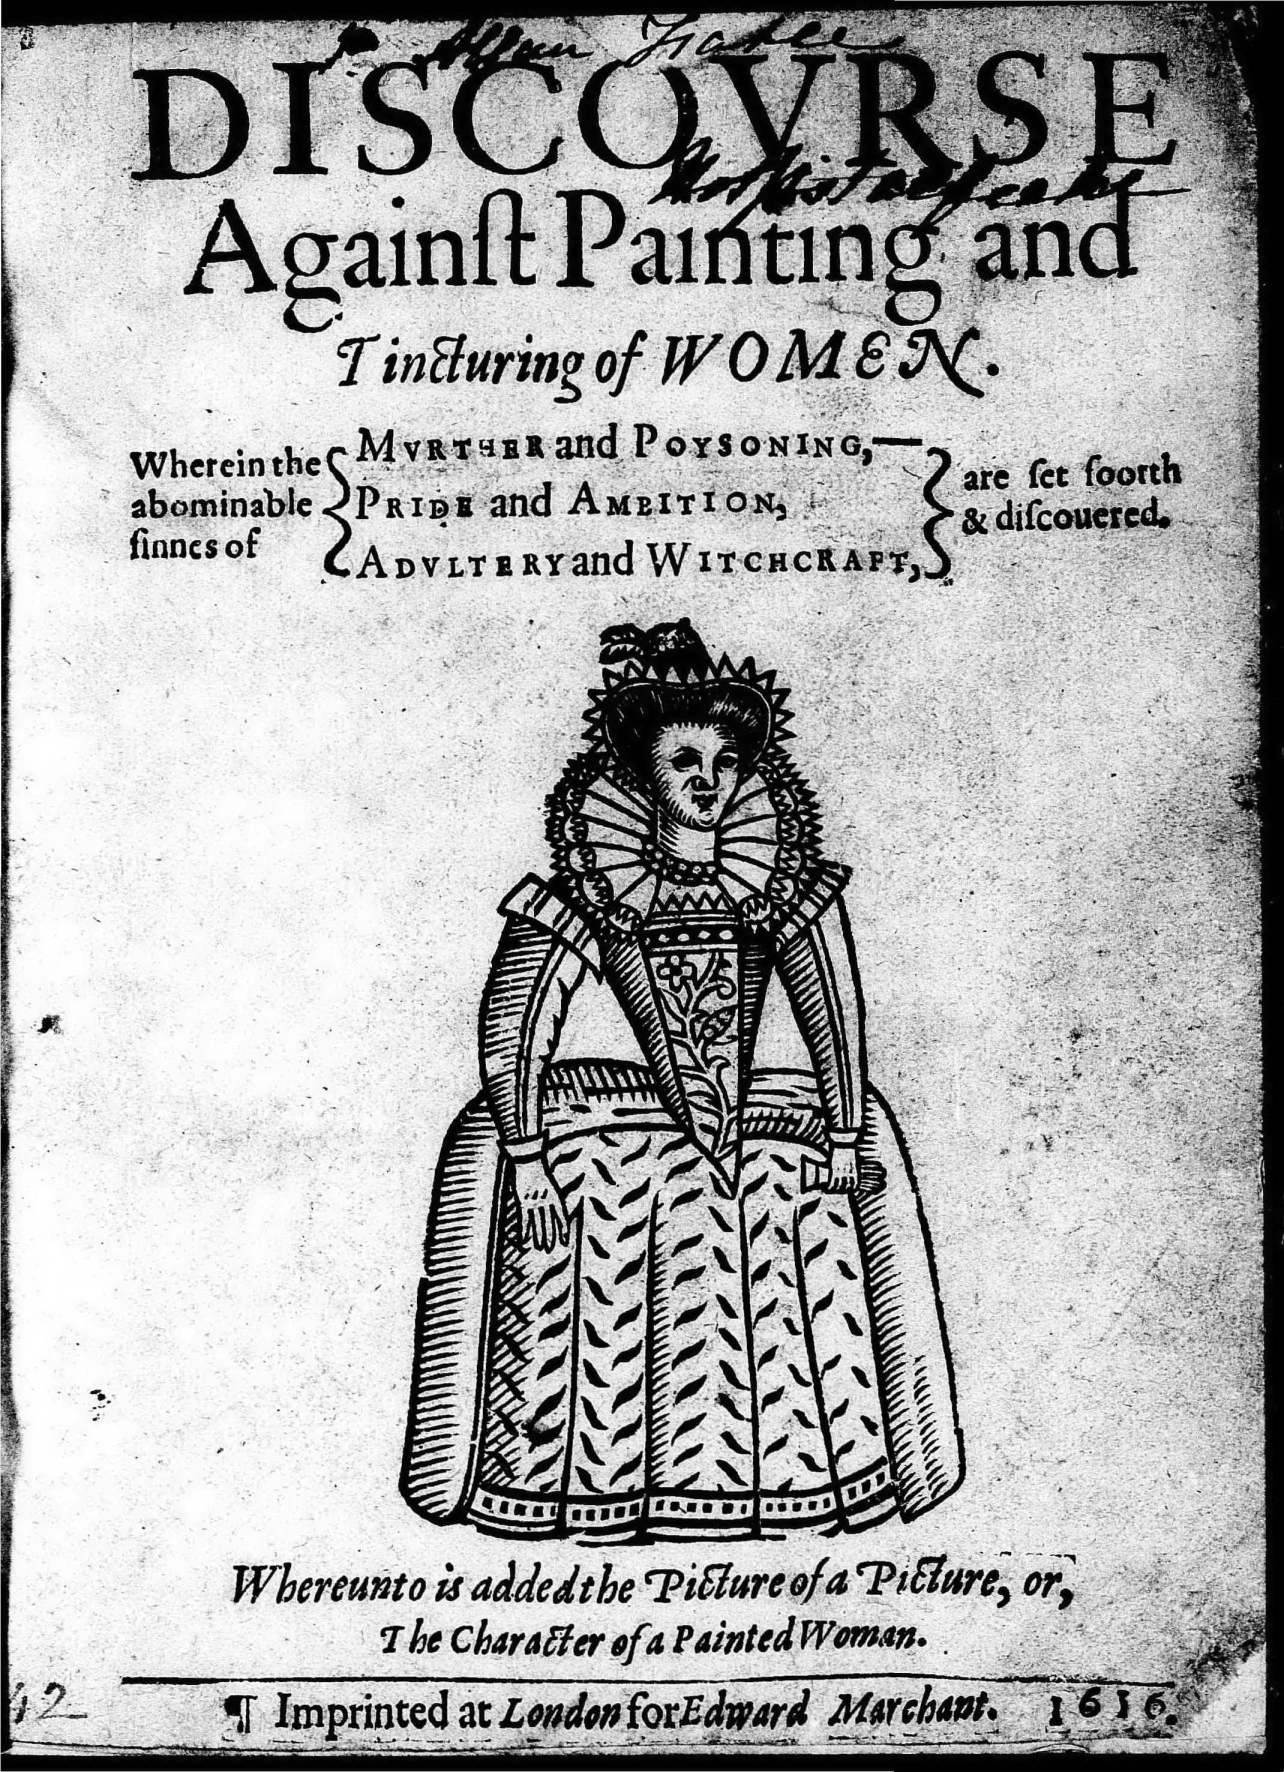 DISCOVRSE
Againſt Painting and
Tincturing of WOMEN.
Wherein the
abominable
ſinnes of
MVRTHER and POYSONING,
PRIDE and AMBITION,
ADVLTERY and WITCHCRAFT,
are ſet foorth
& diſcouered.
Whereunto is added the Picture of a Picture, or,
The Character of a Painted Woman.
¶ Imprinted at London for Edward Marchant. 1616.
42